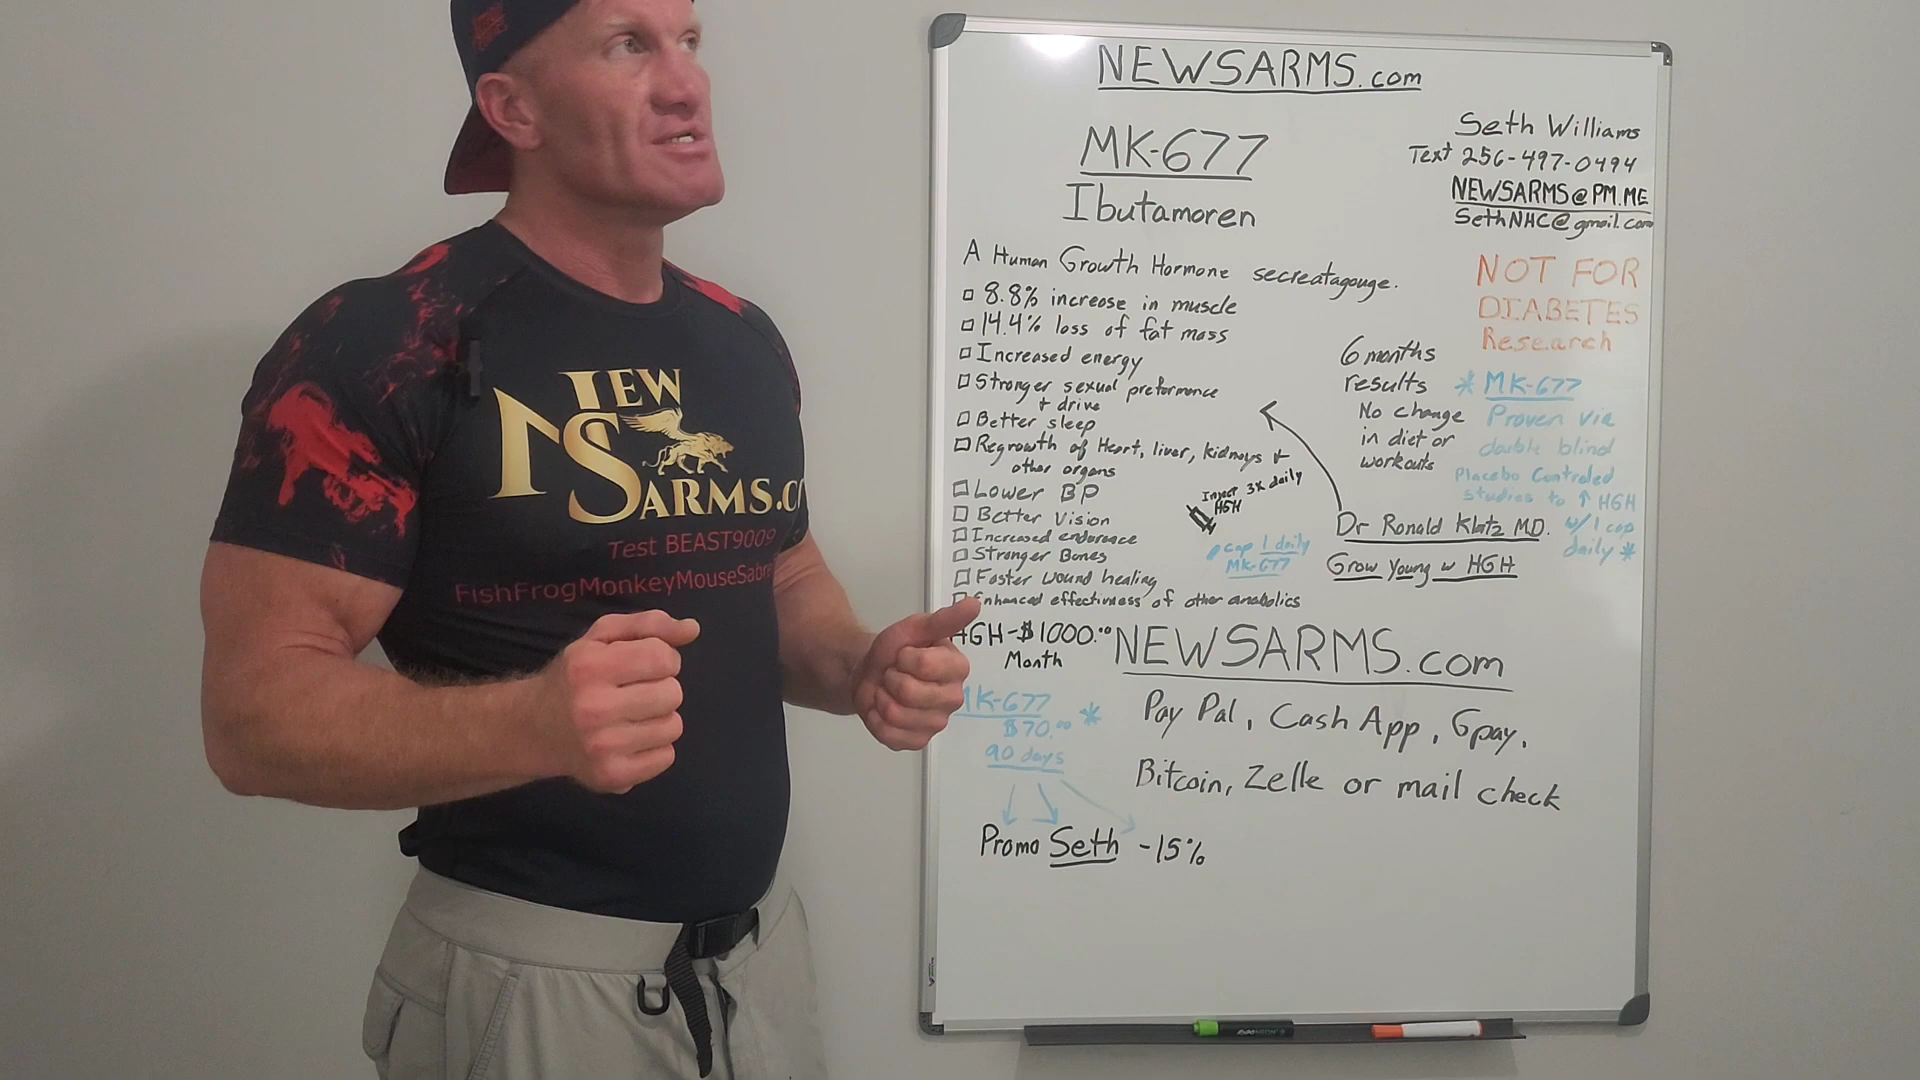 NEWSARMS.com
MK-677
Ibutamoren
Seth Williams
Text 256-497-0494
NEWSARMS@PM.ME
SethNHC@gmail.com
NOT FOR
DIABETES
Research
A Human Growth Hormone secreatagouge.
8.8% increase in muscle
14.4% loss of fat mass
Increased energy
Stronger sexual preformance
+ drive
Better sleep
Regrowth of Heart, liver, kidneys +
other organs
Lower BP
Better Vision
Increased endurance
Stronger Bones
Faster wound healing
Enhanced effectiveness of other anabolics
6 months
results
No change
in diet or
workouts
* MK-677
Proven via
double blind
Placebo Controled
Studies to ↑ HGH
w/ 1 cap
daily *
Inject 3x daily
HGH
cap 1 daily
MK-677
Dr Ronald Klatz M.D.
Grow Young w HGH
HGH-$1000.00
Month
NEWSARMS.com
MK-677
$70.00 *
90 days
Pay Pal, Cash App, Gpay,
Bitcoin, Zelle or mail check
Promo Seth -15%
NEW
SARMS.C
Test BEAST9009
FishFrogMonkeyMouseSabre